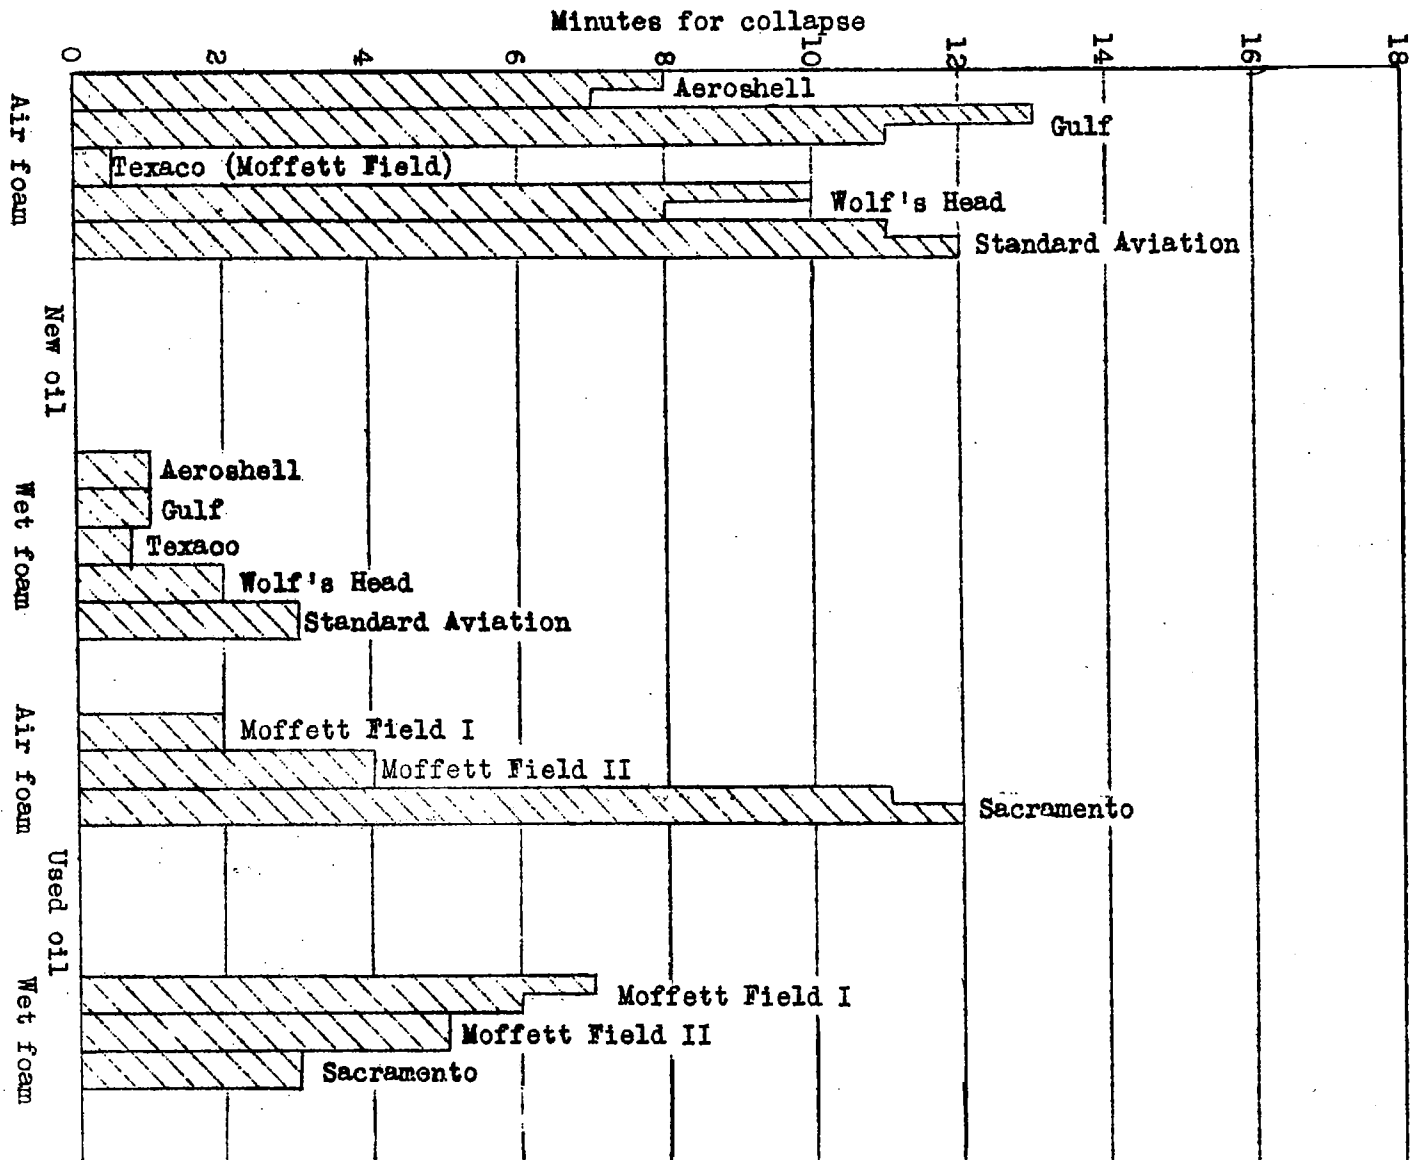 Minutes for collapse
0 2 4 6 8 10 12 14 16 18
Air foam
Aeroshell
Gulf
Texaco (Moffett Field)
Wolf's Head
Standard Aviation
New oil
Wet foam
Aeroshell
Gulf
Texaco
Wolf's Head
Standard Aviation
Air foam
Moffett Field I
Moffett Field II
Sacramento
Used oil
Wet foam
Moffett Field I
Moffett Field II
Sacramento